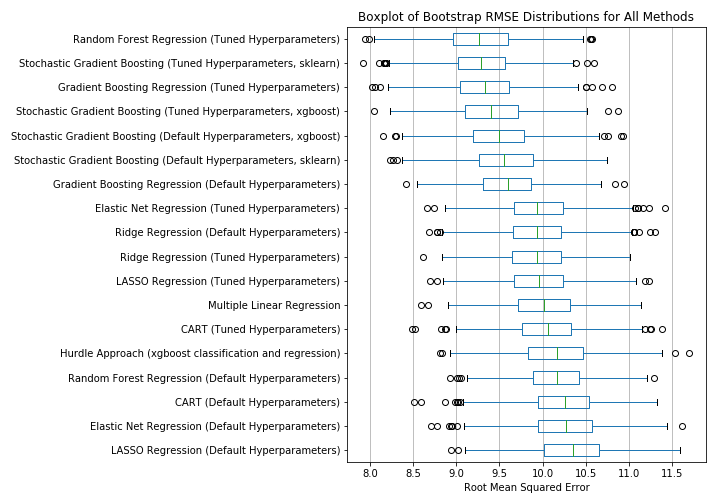 Boxplot of Bootstrap RMSE Distributions for All Methods
Random Forest Regression (Tuned Hyperparameters)
Stochastic Gradient Boosting (Tuned Hyperparameters, sklearn)
Gradient Boosting Regression (Tuned Hyperparameters)
Stochastic Gradient Boosting (Tuned Hyperparameters, xgboost)
Stochastic Gradient Boosting (Default Hyperparameters, xgboost)
Stochastic Gradient Boosting (Default Hyperparameters, sklearn)
Gradient Boosting Regression (Default Hyperparameters)
Elastic Net Regression (Tuned Hyperparameters)
Ridge Regression (Default Hyperparameters)
Ridge Regression (Tuned Hyperparameters)
LASSO Regression (Tuned Hyperparameters)
Multiple Linear Regression
CART (Tuned Hyperparameters)
Hurdle Approach (xgboost classification and regression)
Random Forest Regression (Default Hyperparameters)
CART (Default Hyperparameters)
Elastic Net Regression (Default Hyperparameters)
LASSO Regression (Default Hyperparameters)
8.0 8.5 9.0 9.5 10.0 10.5 11.0 11.5
Root Mean Squared Error